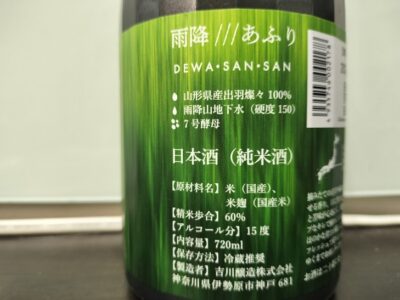 雨降 /// あふり
DEWA・SAN・SAN
山形県産出羽燦々 100%
雨降山地下水（硬度 150）
7 号酵母
日本酒（純米酒）
【原材料名】米（国産）、
米麹（国産米）
【精米歩合】60%
【アルコール分】15 度
【内容量】720ml
【保存方法】冷蔵推奨
【製造者】吉川醸造株式会社
神奈川県伊勢原市神戸 681